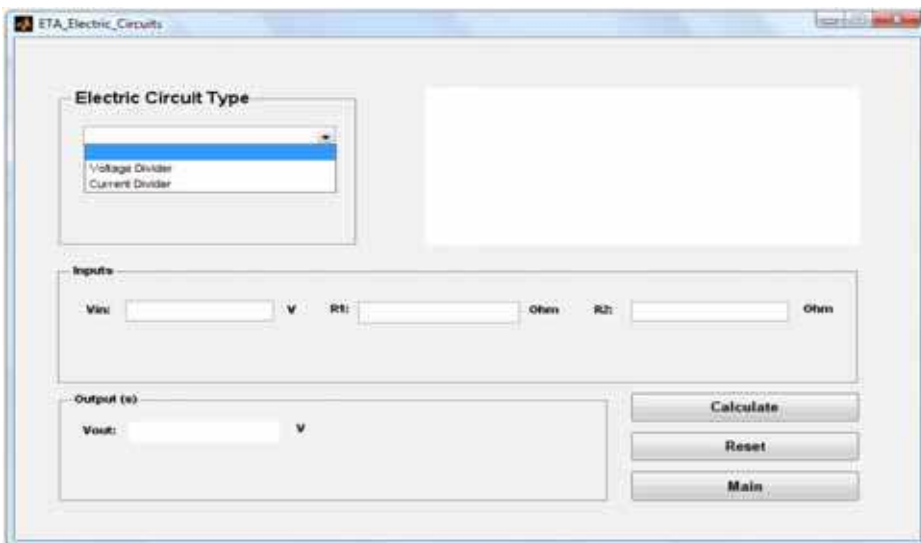 ETA_Electric_Circuits
Electric Circuit Type
Voltage Divider
Current Divider
Inputs
Vin: V R1: Ohm R2: Ohm
Output (s)
Vout: V
Calculate
Reset
Main